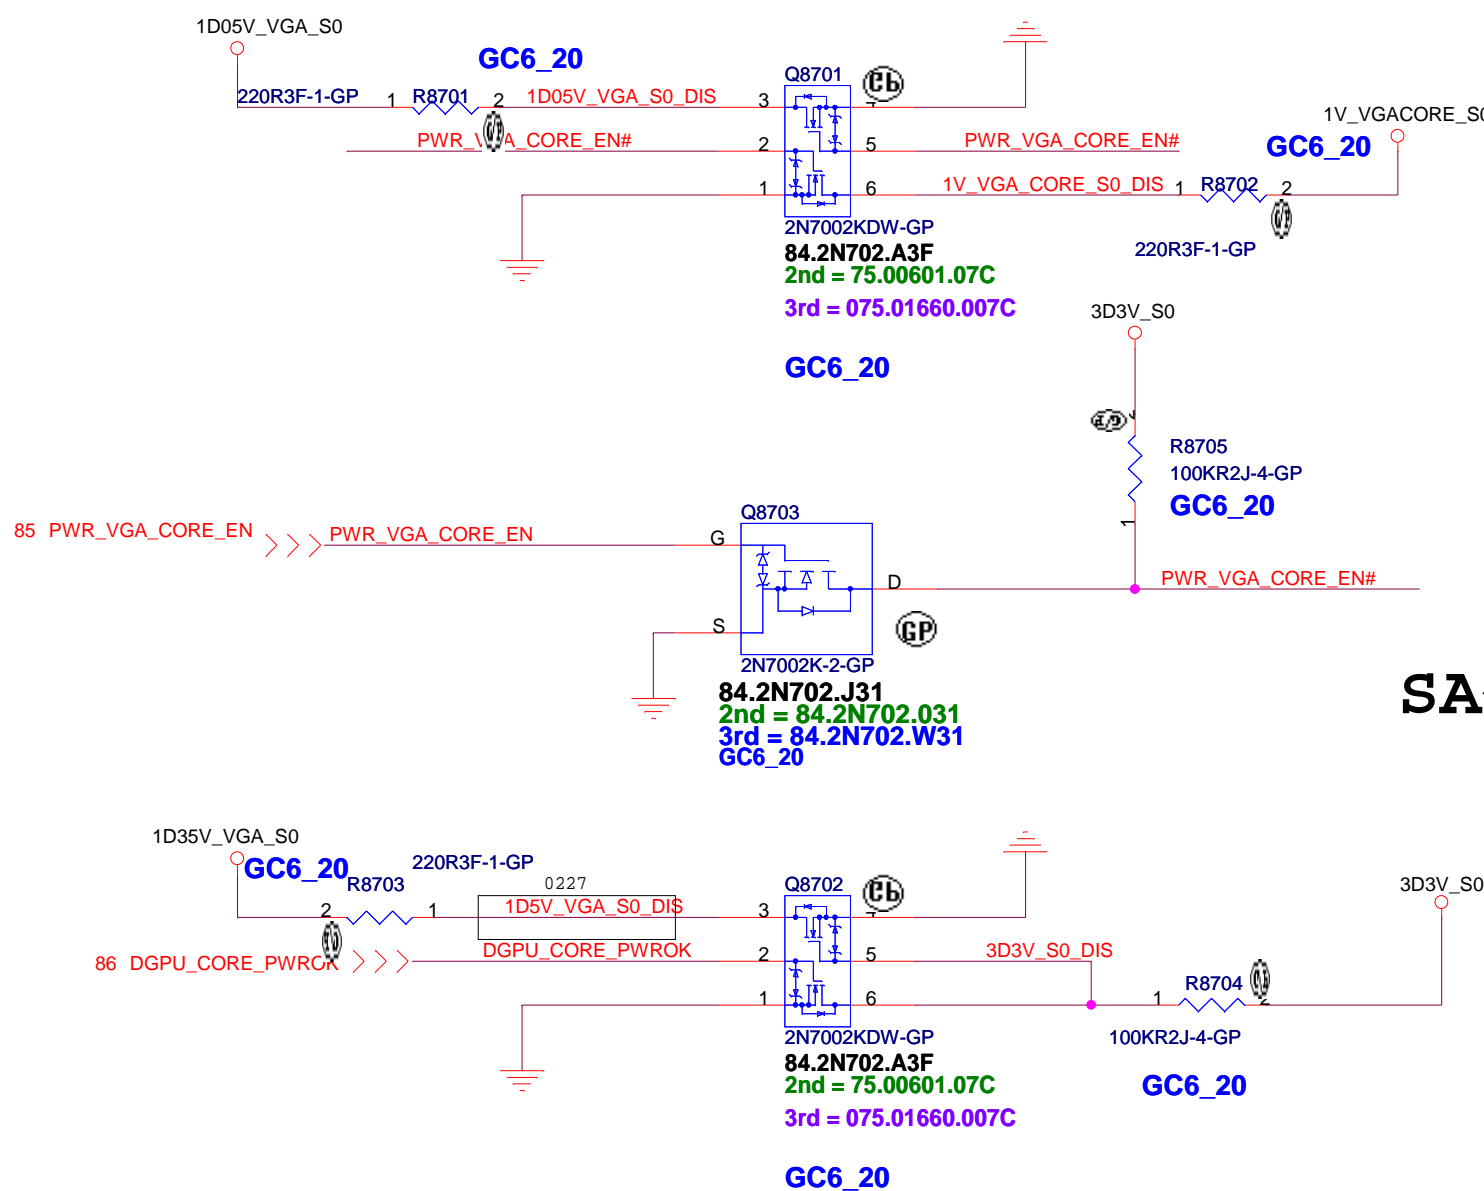 1D05V_VGA_S0
GC6_20
220R3F-1-GP
1
R8701
2
1D05V_VGA_S0_DIS
3
Q8701
PWR_VGA_CORE_EN#
2
5
PWR_VGA_CORE_EN#
1
6
1V_VGA_CORE_S0_DIS
1
R8702
2
1V_VGACORE_S0
GC6_20
220R3F-1-GP
2N7002KDW-GP
84.2N702.A3F
2nd = 75.00601.07C
3rd = 075.01660.007C
GC6_20
3D3V_S0
2
R8705
100KR2J-4-GP
GC6_20
1
85 PWR_VGA_CORE_EN
PWR_VGA_CORE_EN
G
Q8703
D
S
GP
PWR_VGA_CORE_EN#
2N7002K-2-GP
84.2N702.J31
2nd = 84.2N702.031
3rd = 84.2N702.W31
GC6_20
SA
1D35V_VGA_S0
GC6_20
220R3F-1-GP
R8703
2
1
0227
1D5V_VGA_S0_DIS
3
Q8702
86 DGPU_CORE_PWROK
DGPU_CORE_PWROK
2
5
3D3V_S0_DIS
1
6
1
R8704
2
3D3V_S0
100KR2J-4-GP
GC6_20
2N7002KDW-GP
84.2N702.A3F
2nd = 75.00601.07C
3rd = 075.01660.007C
GC6_20